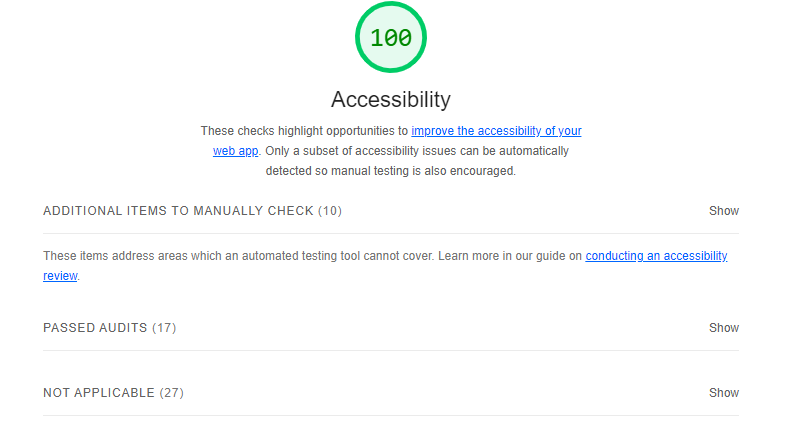 100
Accessibility
These checks highlight opportunities to improve the accessibility of your
web app. Only a subset of accessibility issues can be automatically
detected so manual testing is also encouraged.
ADDITIONAL ITEMS TO MANUALLY CHECK (10) Show
These items address areas which an automated testing tool cannot cover. Learn more in our guide on conducting an accessibility
review.
PASSED AUDITS (17) Show
NOT APPLICABLE (27) Show